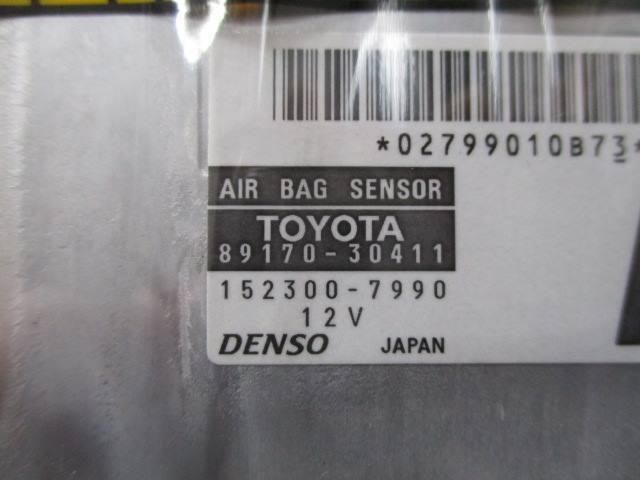 *02799010B73*
AIR BAG SENSOR
TOYOTA
89170-30411
152300-7990
12V
DENSO JAPAN